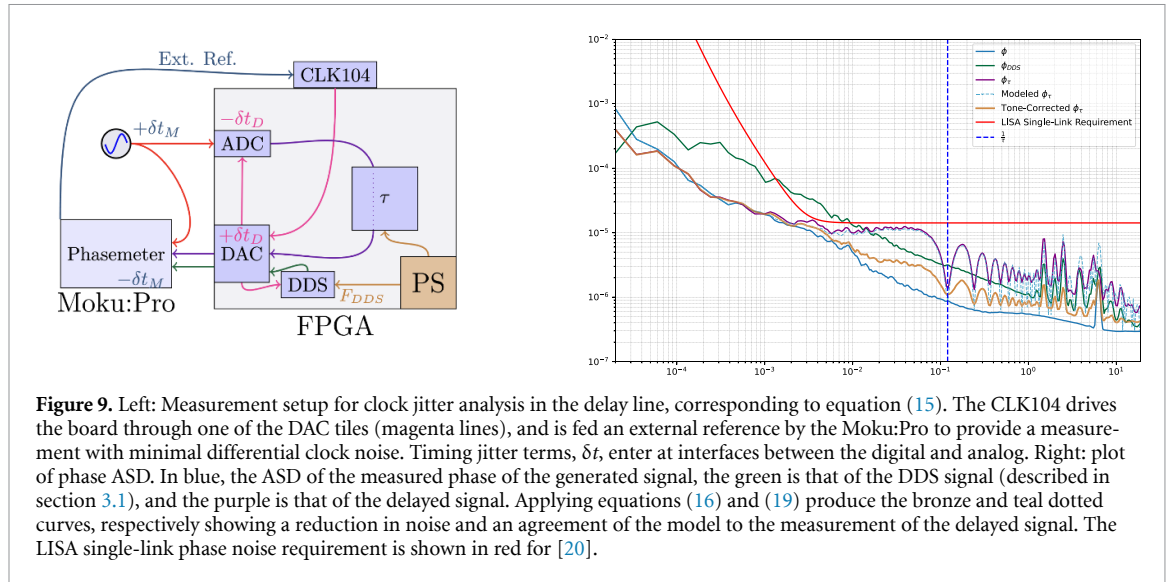 Ext. Ref.
CLK104
+δt_M
−δt_D
ADC
τ
+δt_D
DAC
Phasemeter
−δt_M
DDS
F_DDS
PS
Moku:Pro
FPGA
10^−2
10^−3
10^−4
10^−5
10^−6
10^−7
10^−4
10^−3
10^−2
10^−1
10^0
10^1
ϕ
ϕ_DDS
ϕ_τ
Modeled ϕ_τ
Tone-Corrected ϕ_τ
LISA Single-Link Requirement
1/τ
Figure 9. Left: Measurement setup for clock jitter analysis in the delay line, corresponding to equation (15). The CLK104 drives
the board through one of the DAC tiles (magenta lines), and is fed an external reference by the Moku:Pro to provide a measure-
ment with minimal differential clock noise. Timing jitter terms, δt, enter at interfaces between the digital and analog. Right: plot
of phase ASD. In blue, the ASD of the measured phase of the generated signal, the green is that of the DDS signal (described in
section 3.1), and the purple is that of the delayed signal. Applying equations (16) and (19) produce the bronze and teal dotted
curves, respectively showing a reduction in noise and an agreement of the model to the measurement of the delayed signal. The
LISA single-link phase noise requirement is shown in red for [20].